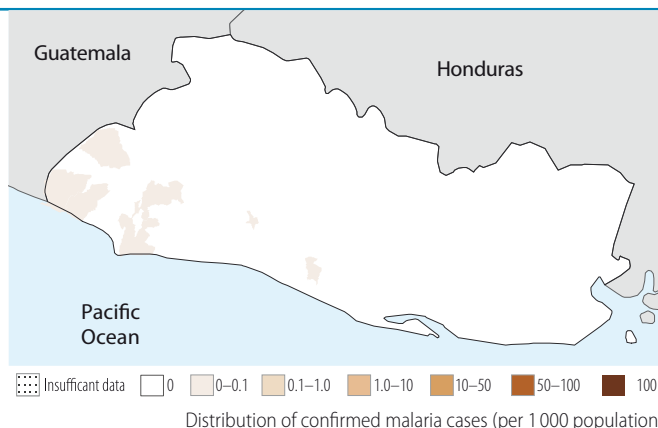 Guatemala
Honduras
Pacific
Ocean
Insufficant data 0 0–0.1 0.1–1.0 1.0–10 10–50 50–100 100
Distribution of confirmed malaria cases (per 1 000 population